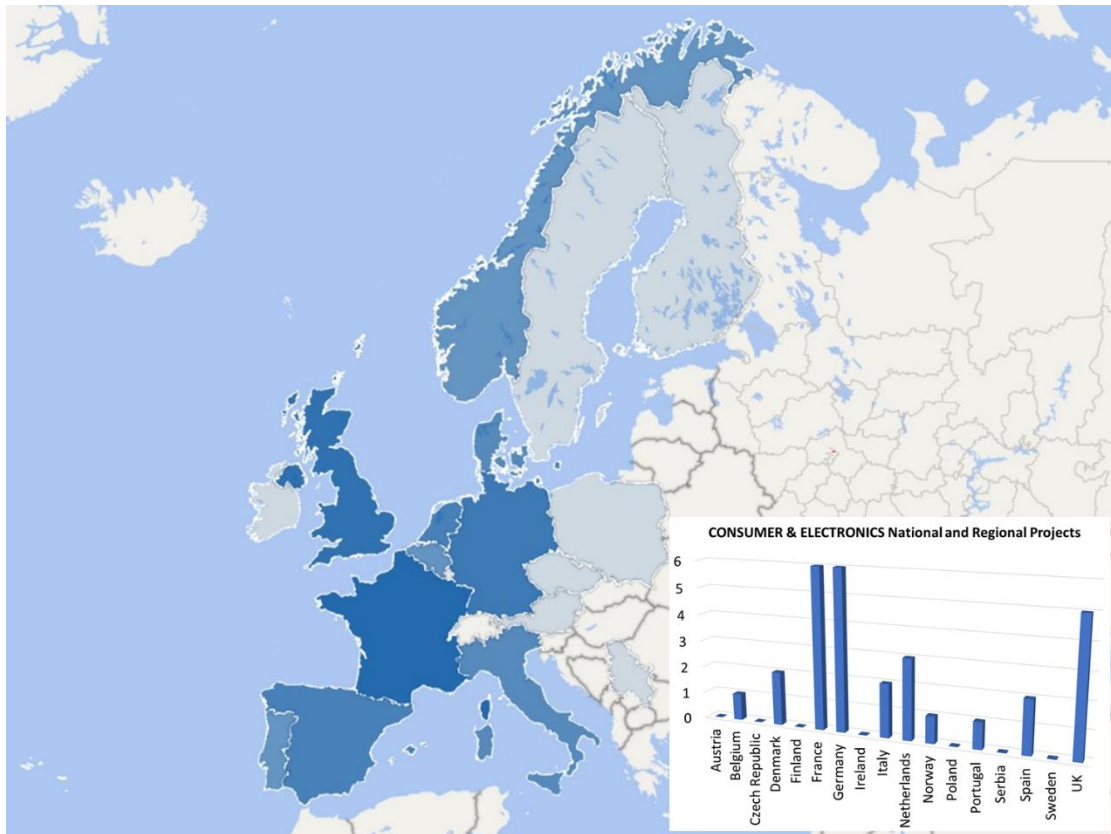 CONSUMER & ELECTRONICS National and Regional Projects
6
5
4
3
2
1
0
Austria
Belgium
Czech Republic
Denmark
Finland
France
Germany
Ireland
Italy
Netherlands
Norway
Poland
Portugal
Serbia
Spain
Sweden
UK